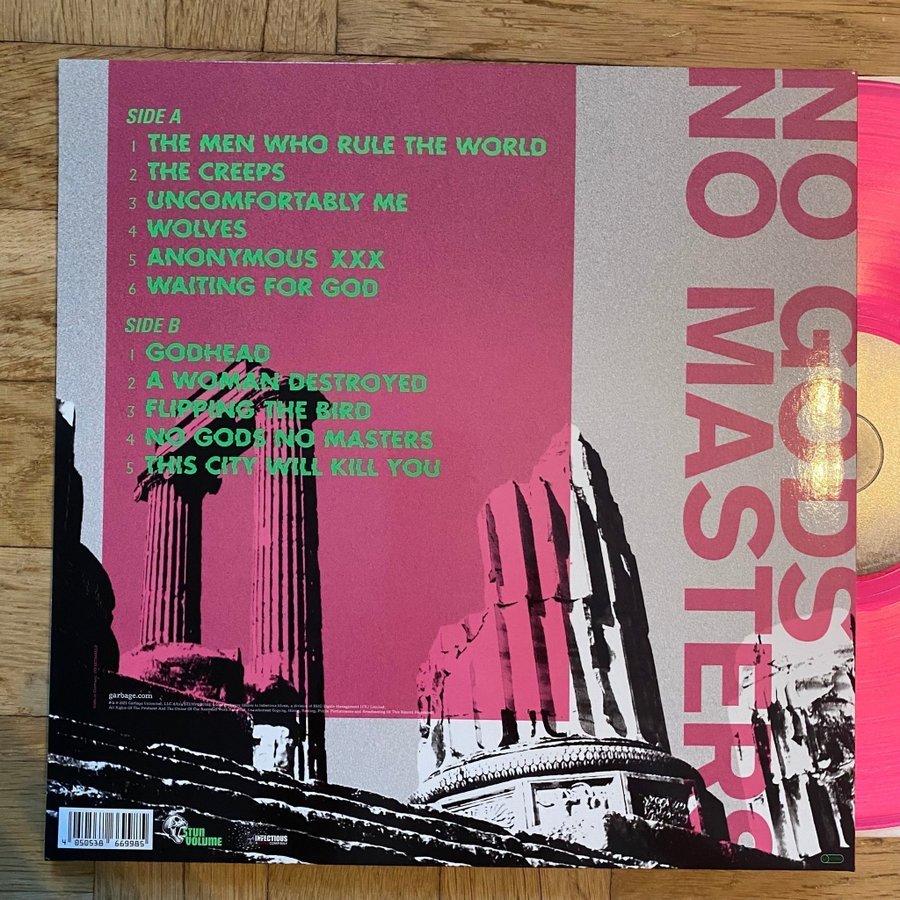 SIDE A
1 THE MEN WHO RULE THE WORLD
2 THE CREEPS
3 UNCOMFORTABLY ME
4 WOLVES
5 ANONYMOUS XXX
6 WAITING FOR GOD
SIDE B
1 GODHEAD
2 A WOMAN DESTROYED
3 FLIPPING THE BIRD
4 NO GODS NO MASTERS
5 THIS CITY WILL KILL YOU
NO GODS
NO MASTERS
garbage.com
4 050538 669985
STUN
VOLUME
INFECTIOUS